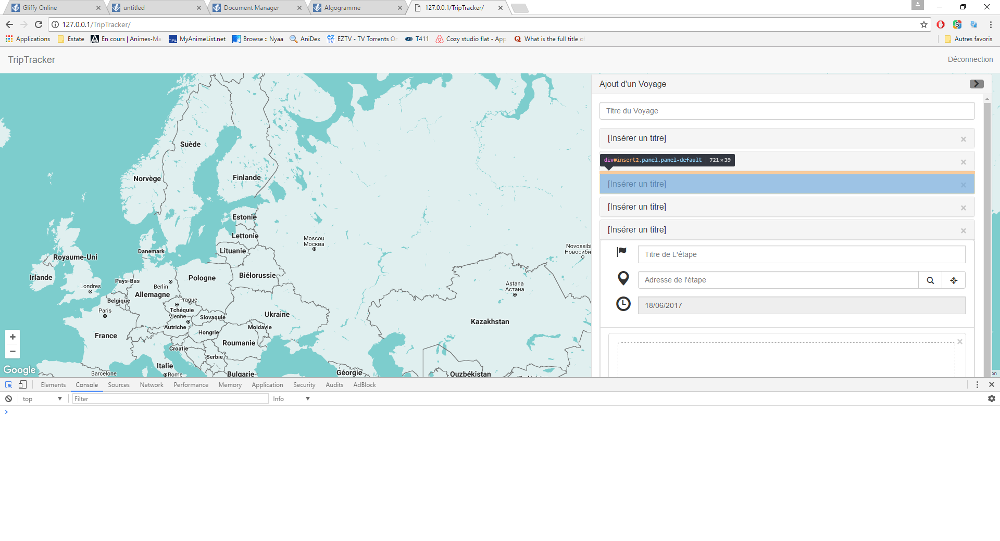 Gliffy Online
untitled
Document Manager
Algogramme
127.0.0.1/TripTracker/
127.0.0.1/TripTracker/
Applications
Estate
En cours | Animes-Ma
MyAnimeList.net
Browse :: Nyaa
AniDex
EZTV - TV Torrents On
T411
Cozy studio flat - App
What is the full title of
Autres favoris
TripTracker
Déconnection
Ajout d'un Voyage
Titre du Voyage
[Insérer un titre]
div#insert2.panel.panel-default | 721 × 39
[Insérer un titre]
[Insérer un titre]
[Insérer un titre]
Titre de L'étape
Adresse de l'étape
18/06/2017
Suède
Norvège
Finlande
Estonie
Lettonie
Lituanie
Danemark
Moscou
Москва
Novossibi
Новосиби
Royaume-Uni
Irlande
Londres
Pays-Bas
Berlin
Pologne
Biélorussie
Allemagne
Belgique
Prague
Paris
Tchéquie
Vienne
Slovaquie
Ukraine
Astana
Астана
Kazakhstan
Autriche
Moldavie
France
Hongrie
Roumanie
Croatie
Serbie
Italie
Barcelone
Rome
Bulgarie
Géorgie
Ouzbékistan
Google
Elements
Console
Sources
Network
Performance
Memory
Application
Security
Audits
AdBlock
top
Filter
Info